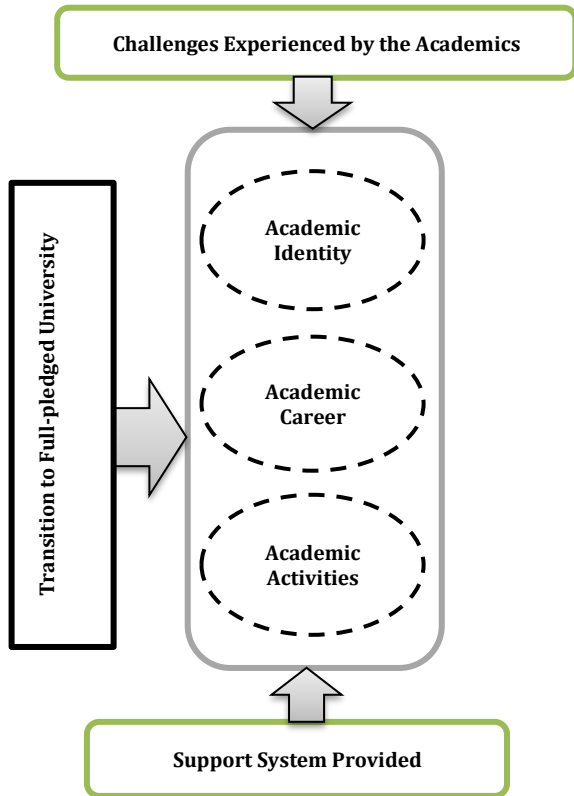 Challenges Experienced by the Academics
Transition to Full-pledged University
Academic
Identity
Academic
Career
Academic
Activities
Support System Provided